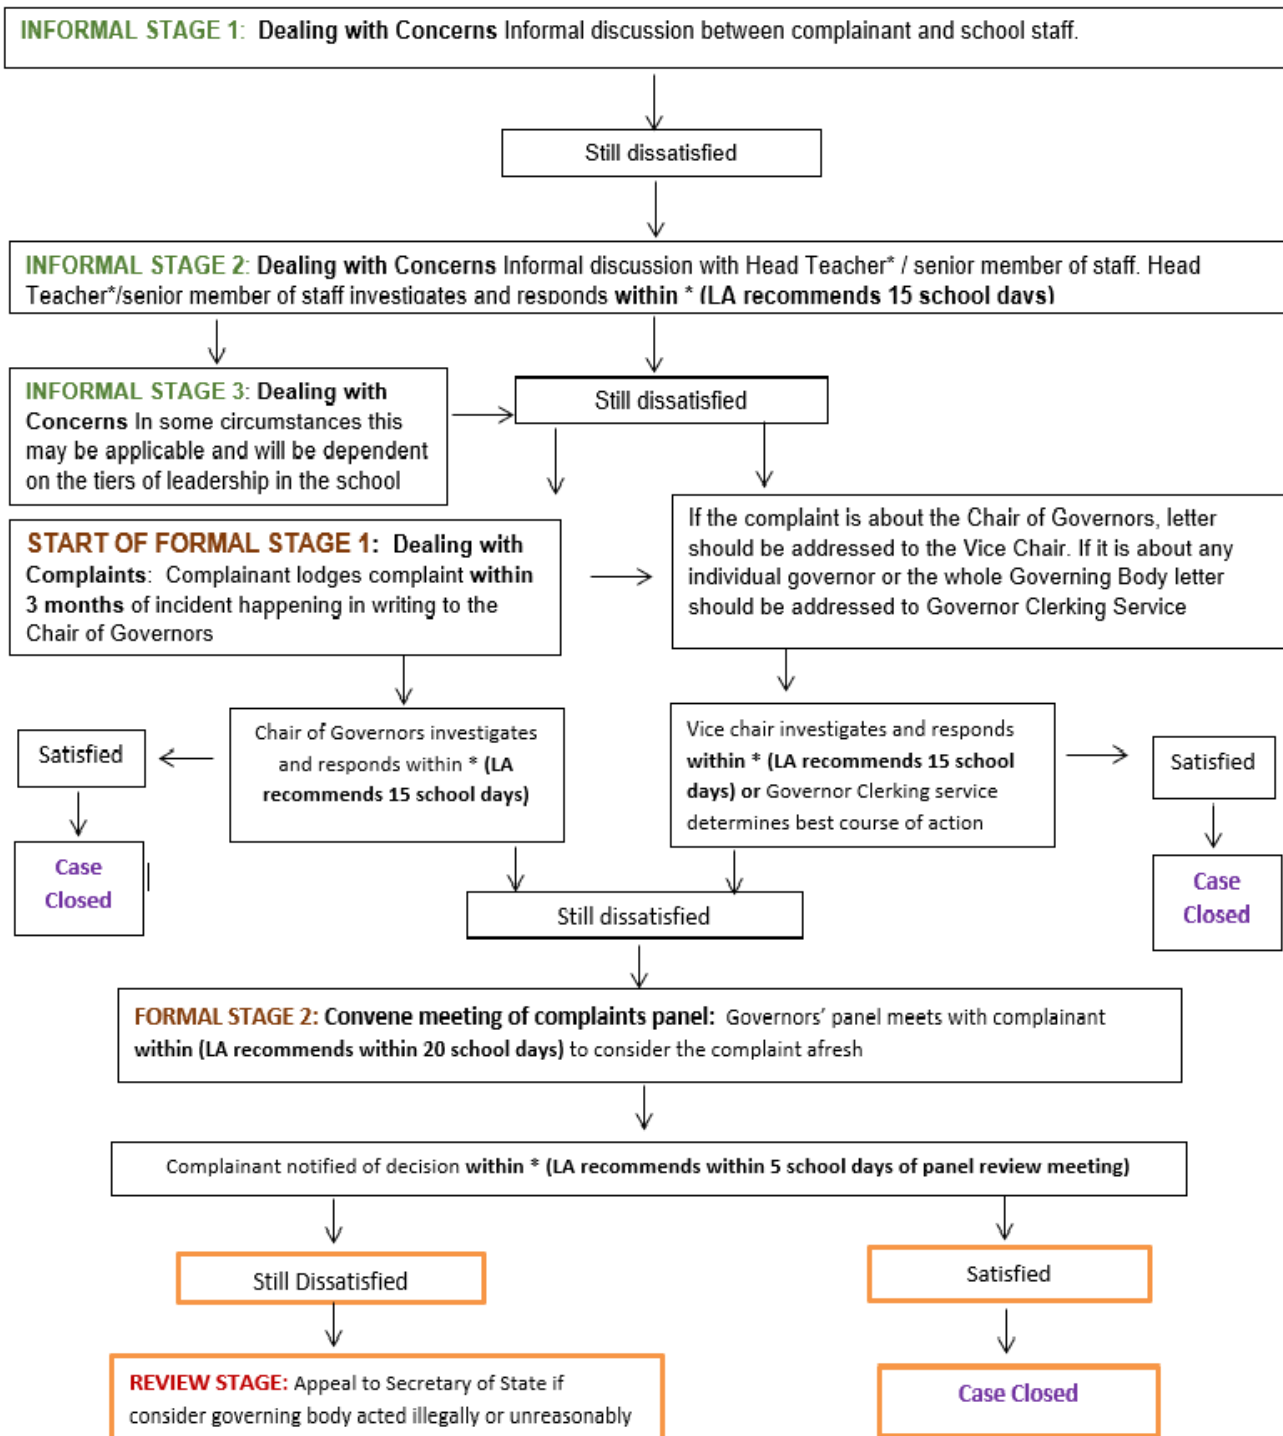 INFORMAL STAGE 1: Dealing with Concerns Informal discussion between complainant and school staff.
Still dissatisfied
INFORMAL STAGE 2: Dealing with Concerns Informal discussion with Head Teacher* / senior member of staff. Head
Teacher*/senior member of staff investigates and responds within * (LA recommends 15 school days)
INFORMAL STAGE 3: Dealing with
Concerns In some circumstances this
may be applicable and will be dependent
on the tiers of leadership in the school
Still dissatisfied
START OF FORMAL STAGE 1: Dealing with
Complaints: Complainant lodges complaint within
3 months of incident happening in writing to the
Chair of Governors
If the complaint is about the Chair of Governors, letter
should be addressed to the Vice Chair. If it is about any
individual governor or the whole Governing Body letter
should be addressed to Governor Clerking Service
Satisfied
Case
Closed
Chair of Governors investigates
and responds within * (LA
recommends 15 school days)
Vice chair investigates and responds
within * (LA recommends 15 school
days) or Governor Clerking service
determines best course of action
Satisfied
Case
Closed
Still dissatisfied
FORMAL STAGE 2: Convene meeting of complaints panel: Governors' panel meets with complainant
within (LA recommends within 20 school days) to consider the complaint afresh
Complainant notified of decision within * (LA recommends within 5 school days of panel review meeting)
Still Dissatisfied
Satisfied
REVIEW STAGE: Appeal to Secretary of State if
consider governing body acted illegally or unreasonably
Case Closed